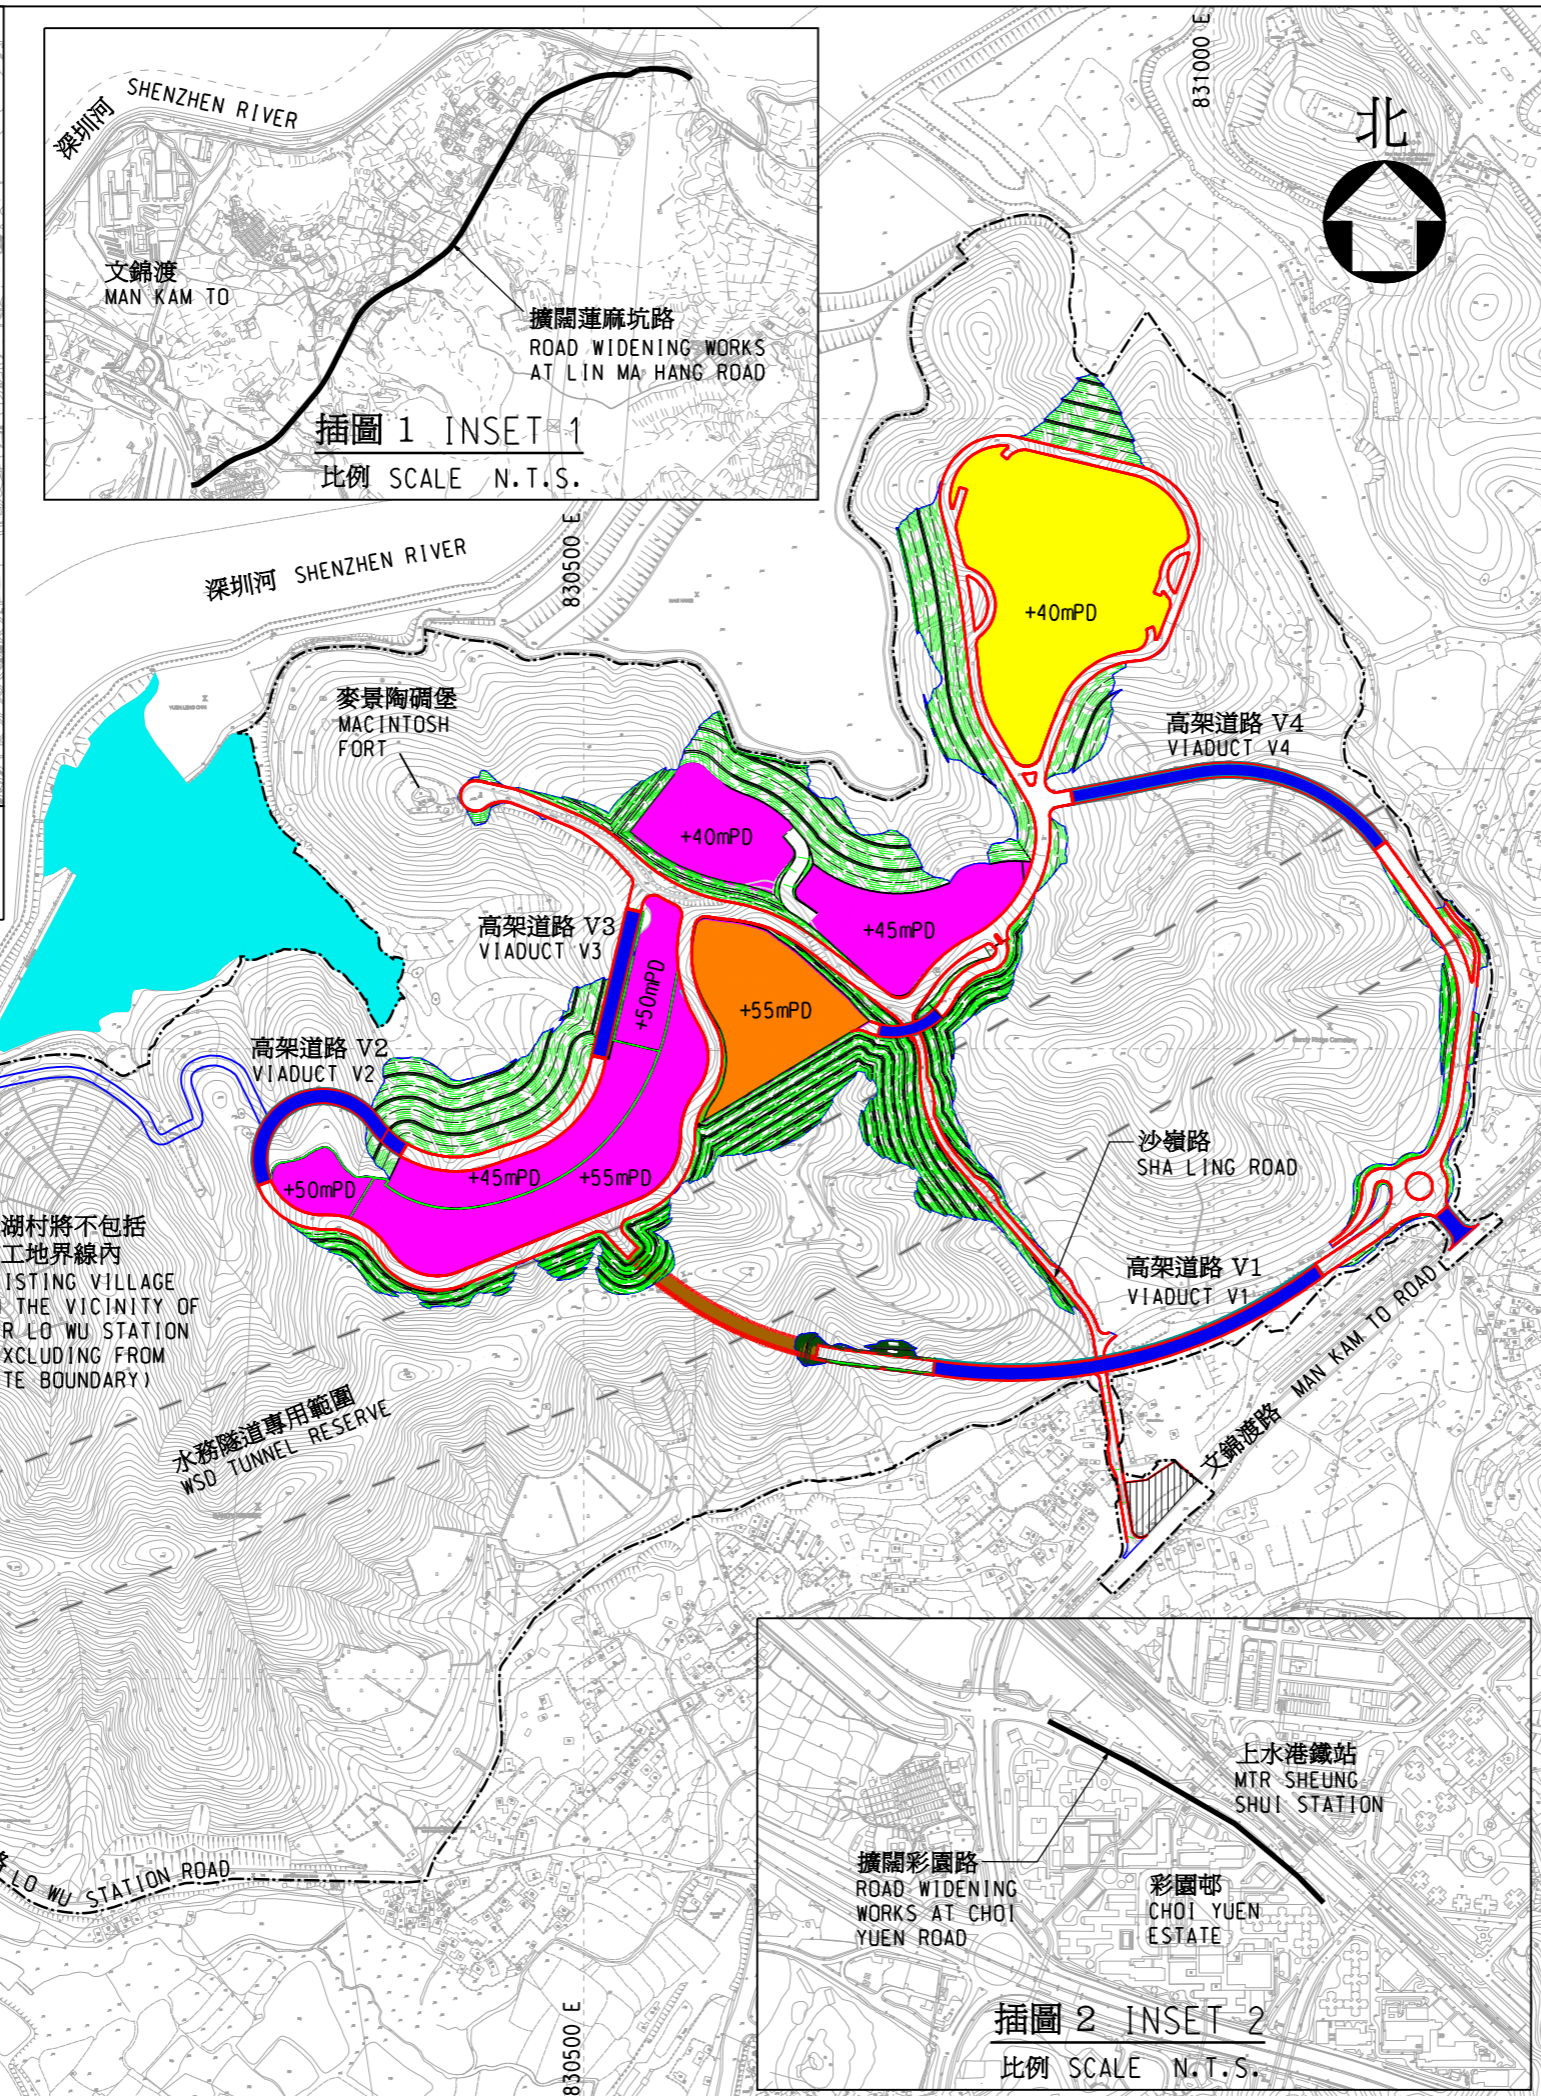 深圳河
SHENZHEN RIVER
文錦渡
MAN KAM TO
擴闊蓮麻坑路
ROAD WIDENING WORKS
AT LIN MA HANG ROAD
插圖 1 INSET 1
比例 SCALE N.T.S.
831000 E
北
830500 E
深圳河 SHENZHEN RIVER
+40mPD
麥景陶碉堡
MACINTOSH
FORT
高架道路 V4
VIADUCT V4
+40mPD
+45mPD
高架道路 V3
VIADUCT V3
+50mPD
+55mPD
高架道路 V2
VIADUCT V2
+50mPD
+45mPD
+55mPD
沙嶺路
SHA LING ROAD
湖村將不包括
工地界線內
ISTING VILLAGE
THE VICINITY OF
R LO WU STATION
XCLUDING FROM
TE BOUNDARY)
高架道路 V1
VIADUCT V1
文錦渡路 MAN KAM TO ROAD
水務隧道專用範圍
WSD TUNNEL RESERVE
LO WU STATION ROAD
上水港鐵站
MTR SHEUNG
SHUI STATION
擴闊彩園路
ROAD WIDENING
WORKS AT CHOI
YUEN ROAD
彩園邨
CHOI YUEN
ESTATE
插圖 2 INSET 2
比例 SCALE N.T.S.
830500 E